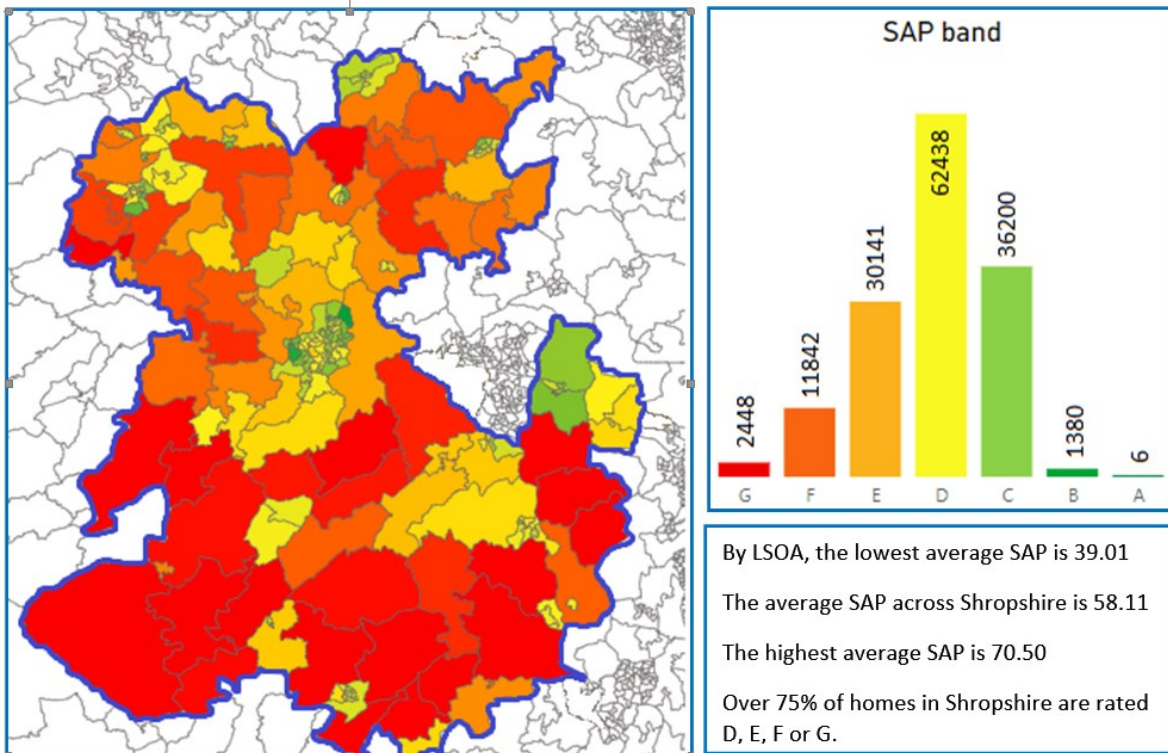 SAP band
2448
11842
30141
62438
36200
1380
6
G F E D C B A
By LSOA, the lowest average SAP is 39.01
The average SAP across Shropshire is 58.11
The highest average SAP is 70.50
Over 75% of homes in Shropshire are rated
D, E, F or G.